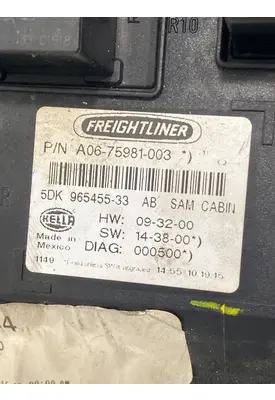 R10
FREIGHTLINER
P/N A06-75981-003 *)
5DK 965455-33 AB SAM CABIN
HELLA
HW: 09-32-00
Made in SW: 14-38-00*)
Mexico DIAG: 000500*)
1149 14:55 10.19.15